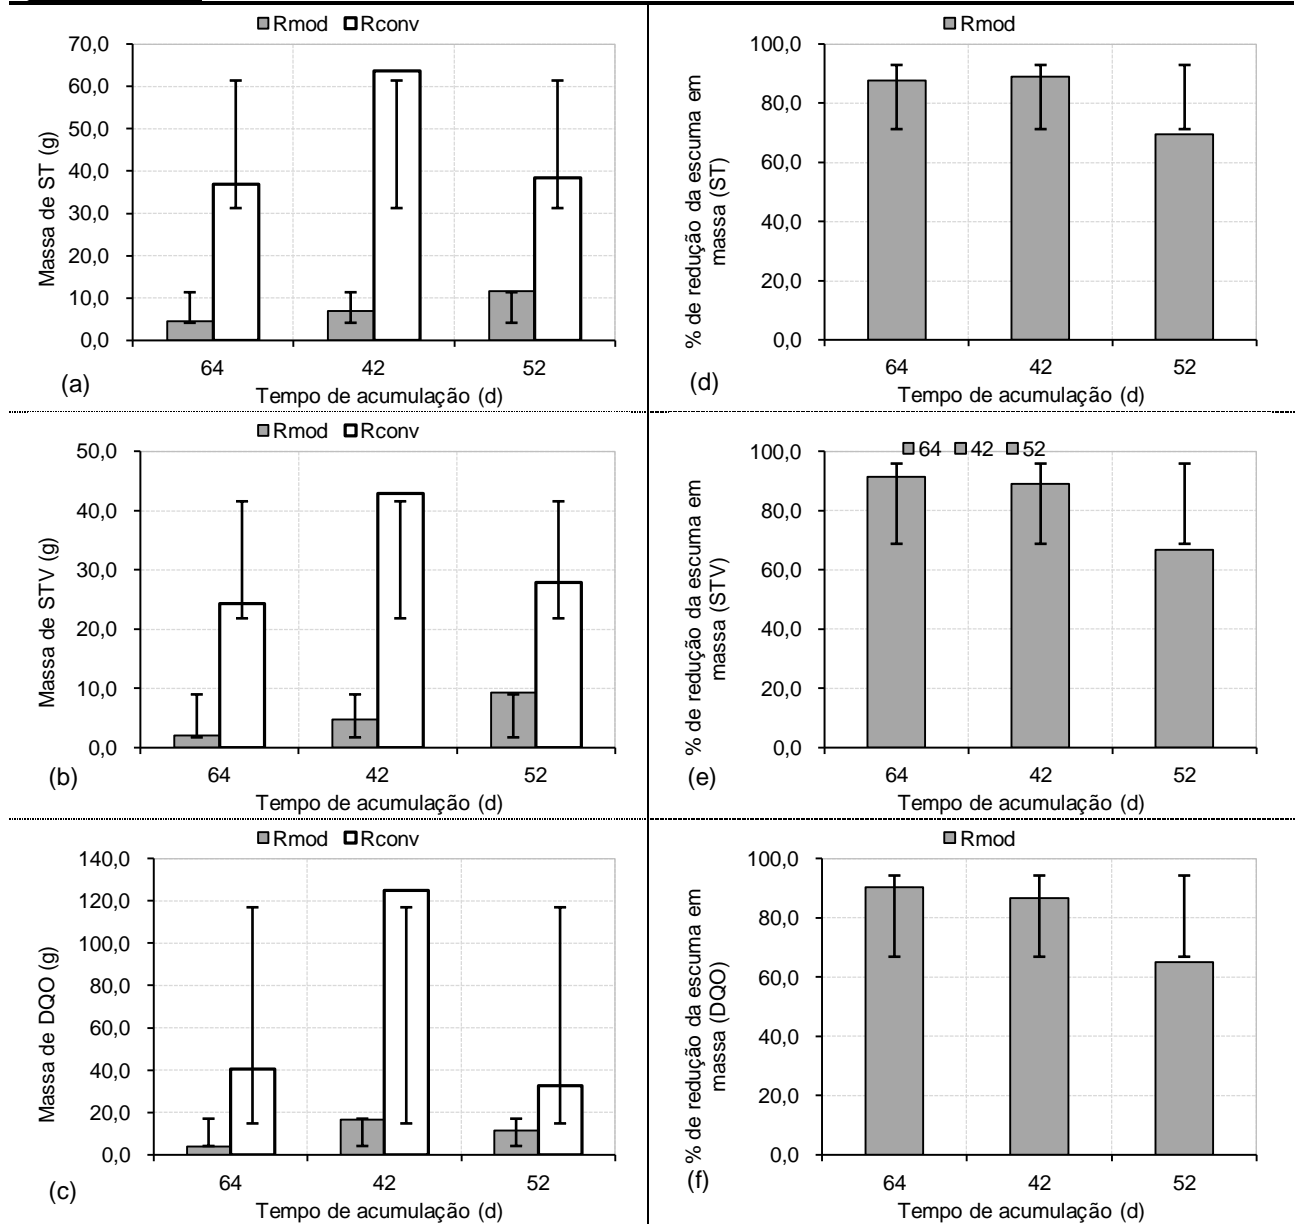 Rmod Rconv
70,0
60,0
50,0
40,0
30,0
20,0
10,0
0,0
Massa de ST (g)
64 42 52
(a)
Tempo de acumulação (d)
Rmod
100,0
80,0
60,0
40,0
20,0
0,0
% de redução da escuma em
massa (ST)
64 42 52
(d)
Tempo de acumulação (d)
Rmod Rconv
50,0
40,0
30,0
20,0
10,0
0,0
Massa de STV (g)
64 42 52
(b)
Tempo de acumulação (d)
64 42 52
100,0
80,0
60,0
40,0
20,0
0,0
% de redução da escuma em
massa (STV)
64 42 52
(e)
Tempo de acumulação (d)
Rmod Rconv
140,0
120,0
100,0
80,0
60,0
40,0
20,0
0,0
Massa de DQO (g)
64 42 52
(c)
Tempo de acumulação (d)
Rmod
100,0
80,0
60,0
40,0
20,0
0,0
% de redução da escuma em
massa (DQO)
64 42 52
(f)
Tempo de acumulação (d)